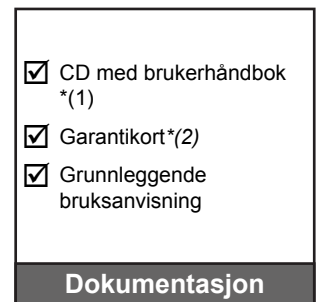 CD med brukerhåndbok
*(1)
Garantikort*(2)
Grunnleggende
bruksanvisning
Dokumentasjon